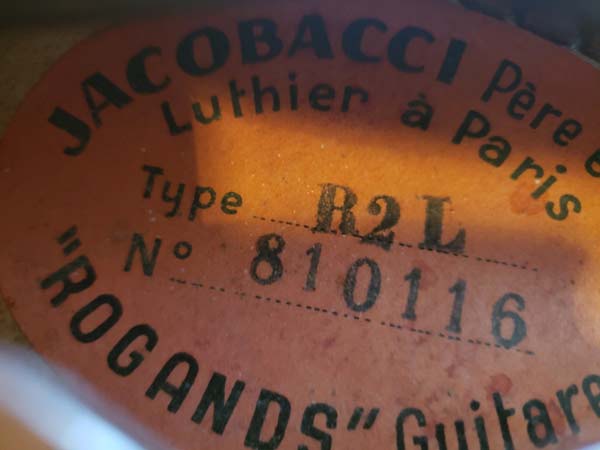 JACOBACCI Père e
Luthier à Paris
Type R2L
N° 810116
"ROGANDS" Guitare